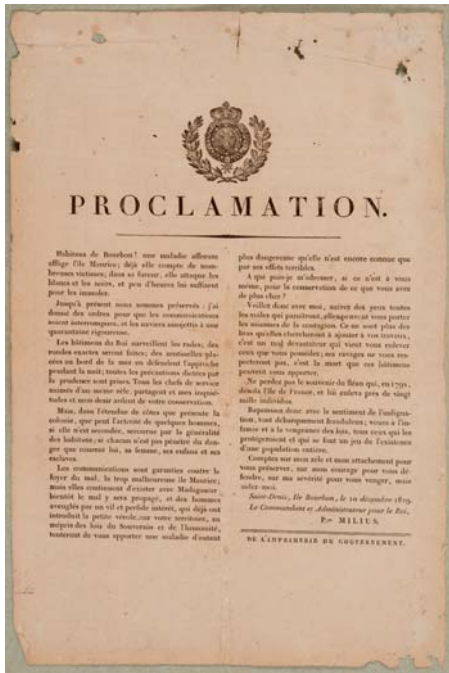 PROCLAMATION.
Habitans de Bourbon! une maladie affreuse
afflige l'île Maurice; déjà elle compte de nom-
breuses victimes; dans sa fureur, elle attaque les
blancs et les noirs, et peu d'heures lui suffisent
pour les immoler.
Jusqu'à présent nous sommes préservés: j'ai
donné des ordres pour que les communications
soient interrompues, et les navires assujettis à une
quarantaine rigoureuse.
Les bâtimens du Roi surveillent les rades; des
rondes exactes seront faites; des sentinelles pla-
cées au bord de la mer en défendent l'approche
pendant la nuit; toutes les précautions dictées par
la prudence sont prises. Tous les chefs de service
animés d'un même zèle, partagent et mes inquié-
tudes et mon désir ardent de votre conservation.
Mais, dans l'étendue de côtes que présente la
colonie, que peut l'activité de quelques hommes,
si elle n'est secondée, secourue par la généralité
des habitans; si chacun n'est pas pénétré du dan-
ger que courent lui, sa femme, ses enfans et ses
esclaves.
Les communications sont garanties contre le
foyer du mal, la trop malheureuse île Maurice;
mais elles continuent d'exister avec Madagascar
bientôt le mal y sera propagé, et des hommes
aveuglés par un vil et perfide intérêt, qui déjà ont
introduit la petite vérole sur votre territoire, au
mépris des lois du Souverain et de l'humanité,
tenteront de vous apporter une maladie d'autant
plus dangereuse qu'elle n'est encore connue que
par ses effets terribles.
A qui puis-je m'adresser, si ce n'est à vous
même, pour la conservation de ce que vous avez
de plus cher?
Veillez donc avec moi, suivez des yeux toutes
les voiles qui paraîtront, elles peuvent vous porter
les miasmes de la contagion. Ce ne sont plus des
bras qu'elles chercheront à ajouter à vos travaux,
c'est un mal dévastateur qui vient vous enlever
ceux que vous possédez; ses ravages ne vous res-
pecteront pas, c'est la mort que ces bâtimens
peuvent vous apporter.
Ne perdez pas le souvenir du fléau qui, en 1792,
désola l'île de France, et lui enleva près de vingt
mille individus.
Repoussez donc avec le sentiment de l'indigna-
tion, tout débarquement frauduleux; vouez à l'in-
famie et à la vengeance des lois, tous ceux qui les
protégeraient et qui se font un jeu de l'existence
d'une population entière.
Comptez sur mon zèle et mon attachement pour
vous préserver, sur mon courage pour vous dé-
fendre, sur ma sévérité pour vous venger, mais
aidez-moi.
Saint-Denis, Ile Bourbon, le 10 décembre 1819.
Le Commandant et Administrateur pour le Roi,
MILIUS.
DE L'IMPRIMERIE DU GOUVERNEMENT.